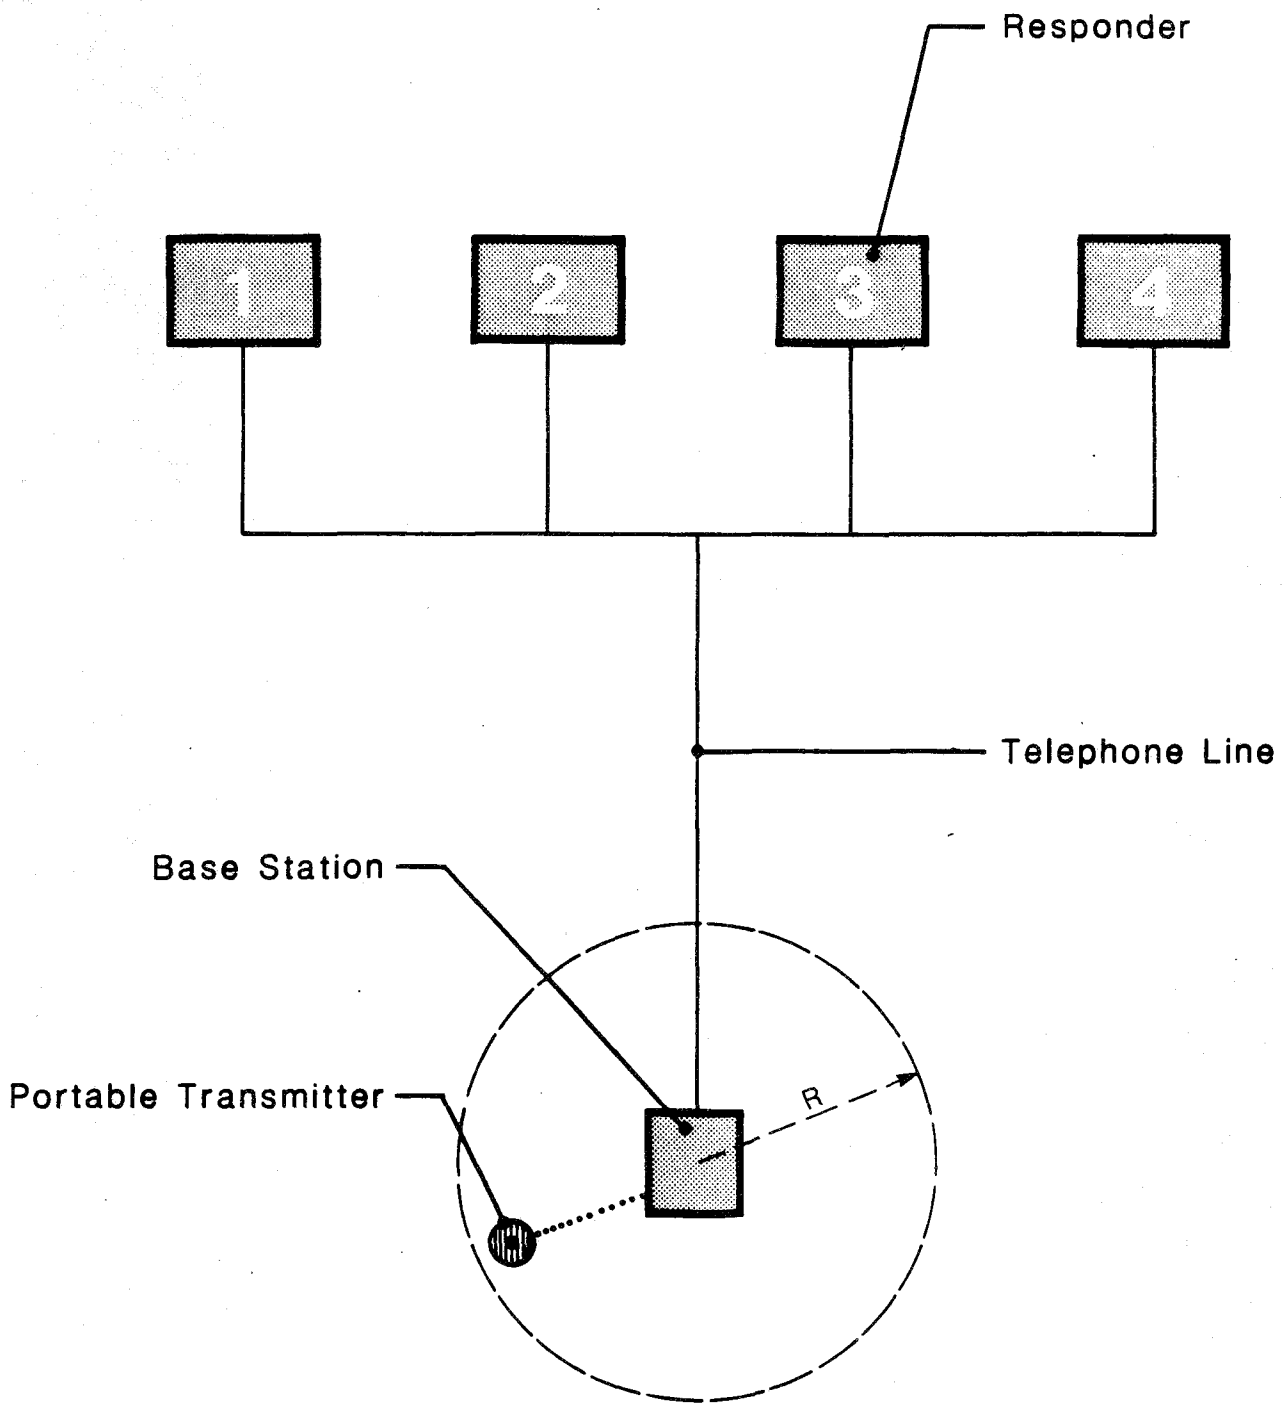 Responder
1 2 3 4
Telephone Line
Base Station
Portable Transmitter
R